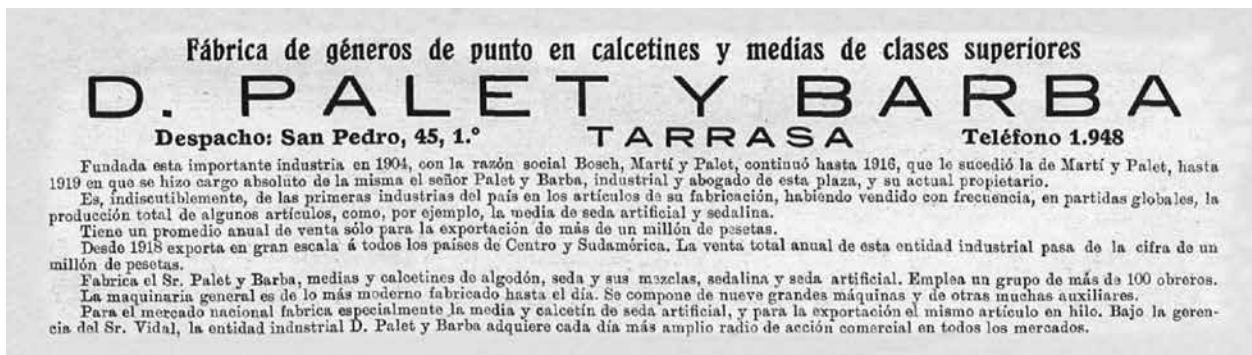 Fábrica de géneros de punto en calcetines y medias de clases superiores
D. PALET Y BARBA
Despacho: San Pedro, 45, 1.° TARRASA Teléfono 1.948
Fundada esta importante industria en 1904, con la razón social Bosch, Martí y Palet, continuó hasta 1916, que le sucedió la de Martí y Palet, hasta
1919 en que se hizo cargo absoluto de la misma el señor Palet y Barba, industrial y abogado de esta plaza, y su actual propietario.
Es, indiscutiblemente, de las primeras industrias del país en los artículos de su fabricación, habiendo vendido con frecuencia, en partidas globales, la
producción total de algunos artículos, como, por ejemplo, la media de seda artificial y sedalina.
Tiene un promedio anual de venta sólo para la exportación de más de un millón de pesetas.
Desde 1918 exporta en gran escala á todos los países de Centro y Sudamérica. La venta total anual de esta entidad industrial pasa de la cifra de un
millón de pesetas.
Fabrica el Sr. Palet y Barba, medias y calcetines de algodón, seda y sus mezclas, sedalina y seda artificial. Emplea un grupo de más de 100 obreros.
La maquinaria general es de lo más moderno fabricado hasta el día. Se compone de nueve grandes máquinas y de otras muchas auxiliares.
Para el mercado nacional fabrica especialmente la media y calcetín de seda artificial, y para la exportación el mismo artículo en hilo. Bajo la geren-
cia del Sr. Vidal, la entidad industrial D. Palet y Barba adquiere cada día más amplio radio de acción comercial en todos los mercados.